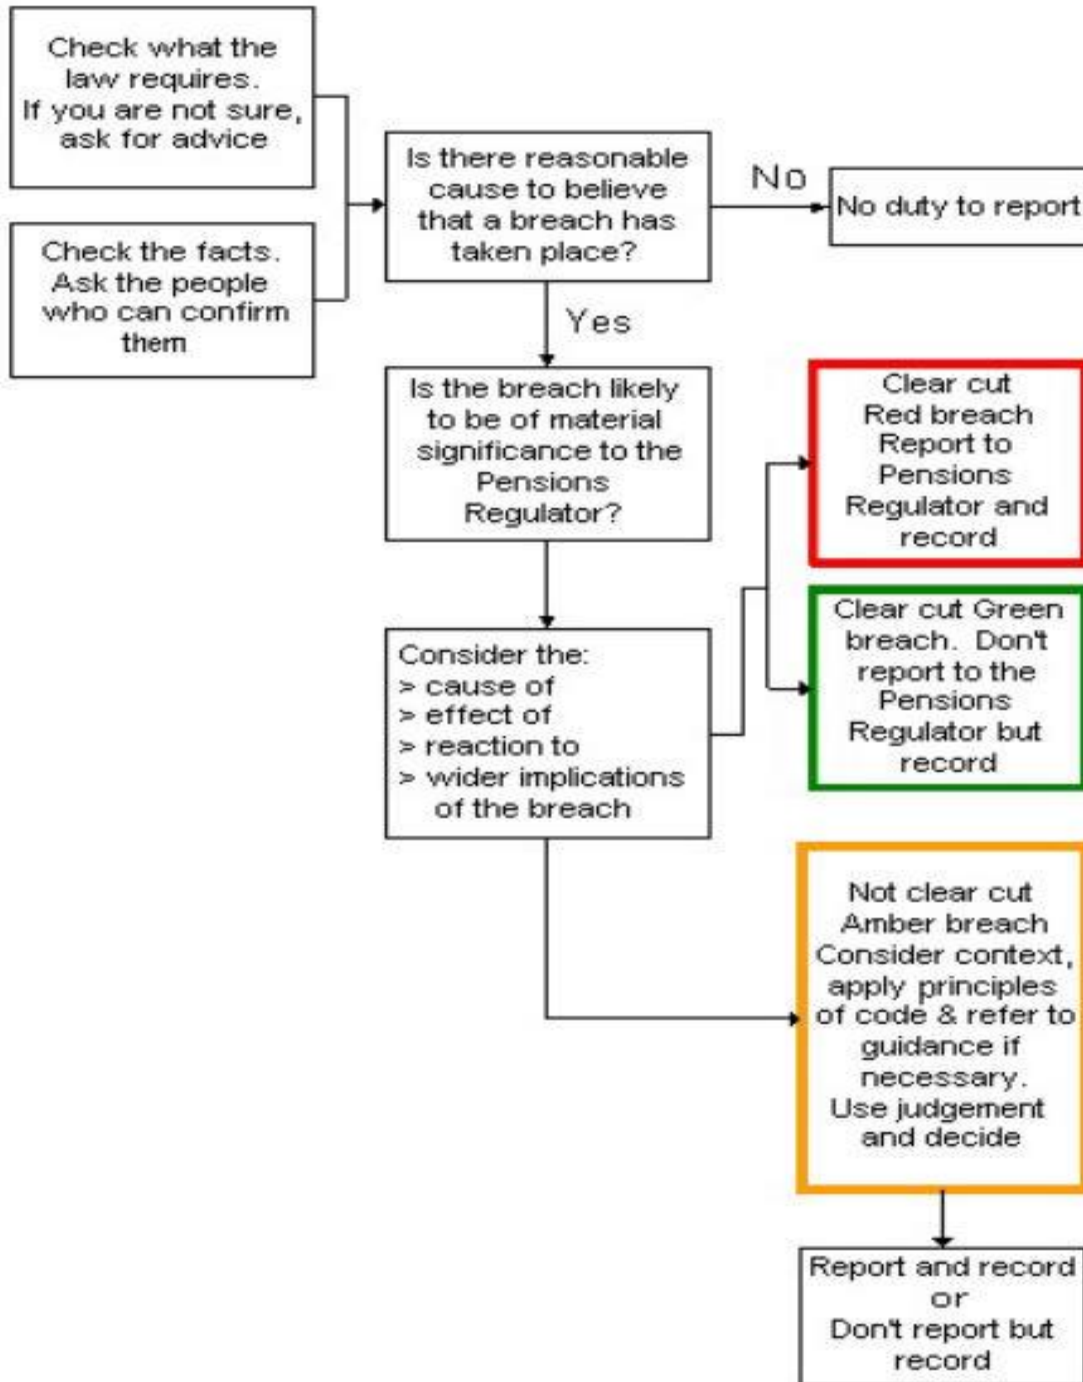 Check what the
law requires.
If you are not sure,
ask for advice
Check the facts.
Ask the people
who can confirm
them
Is there reasonable
cause to believe
that a breach has
taken place?
No
No duty to report
Yes
Is the breach likely
to be of material
significance to the
Pensions
Regulator?
Consider the:
> cause of
> effect of
> reaction to
> wider implications
of the breach
Clear cut
Red breach
Report to
Pensions
Regulator and
record
Clear cut Green
breach. Don't
report to the
Pensions
Regulator but
record
Not clear cut
Amber breach
Consider context,
apply principles
of code & refer to
guidance if
necessary.
Use judgement
and decide
Report and record
or
Don't report but
record